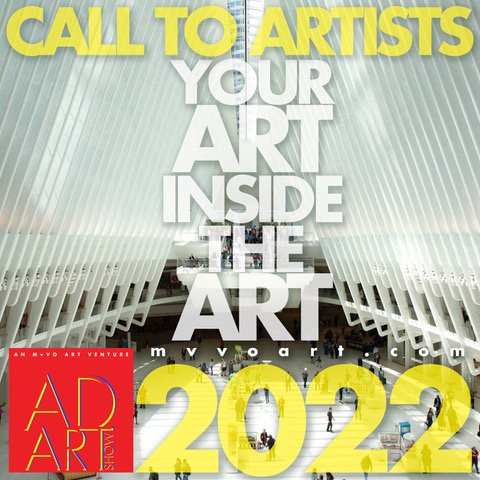 CALL TO ARTISTS
YOUR
ART
INSIDE
THE
ART
mvvoart.com
AN MvVO ART VENTURE
AD
ART
SHOW
2022